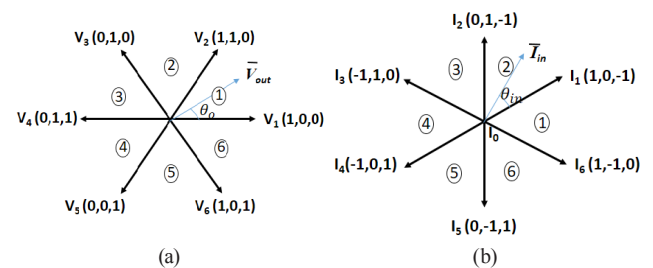 V₃ (0,1,0)
V₂ (1,1,0)
②
V̅out
③
①
θo
V₄ (0,1,1)
V₁ (1,0,0)
④
⑥
⑤
V₅ (0,0,1)
V₆ (1,0,1)
(a)
I₂ (0,1,-1)
I̅in
③
②
I₃ (-1,1,0)
I₁ (1,0,-1)
θin
④
①
I₀
I₄(-1,0,1)
I₆ (1,-1,0)
⑤
⑥
I₅ (0,-1,1)
(b)